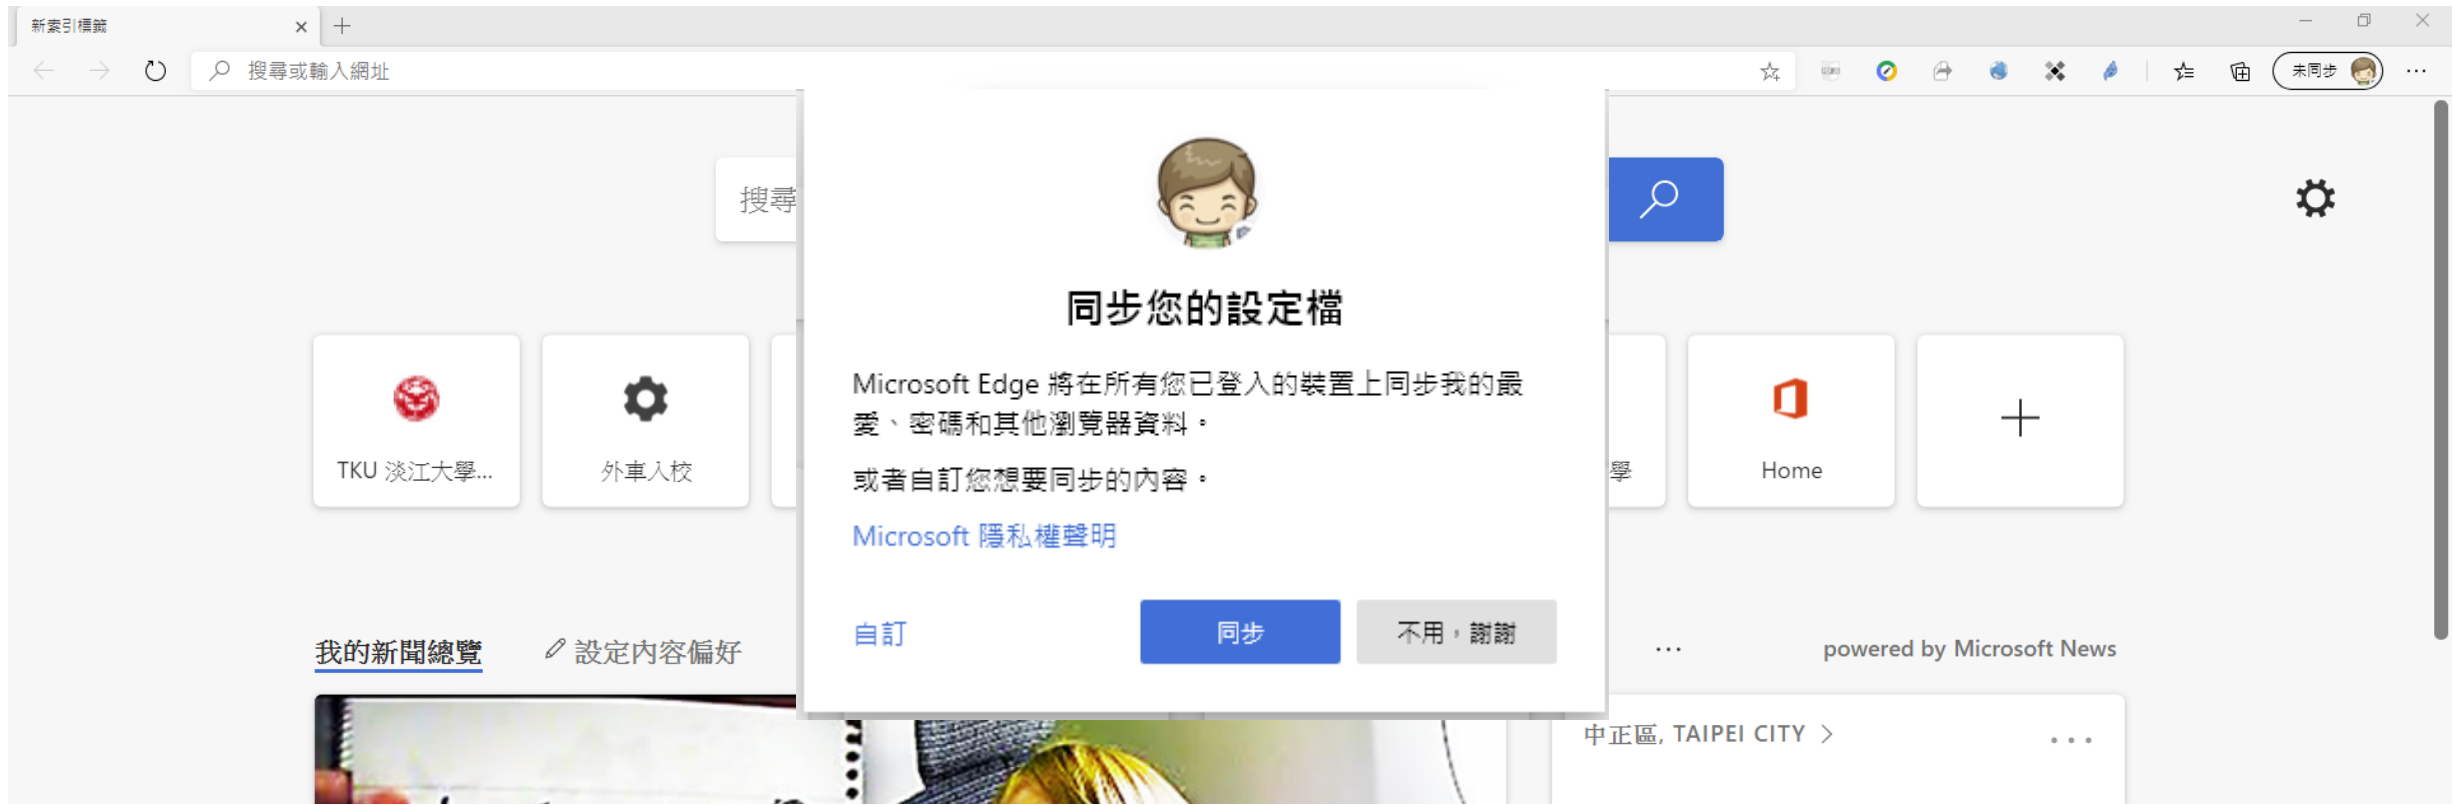 新索引標籤
搜尋或輸入網址
未同步
搜尋
同步您的設定檔
Microsoft Edge 將在所有您已登入的裝置上同步我的最
愛、密碼和其他瀏覽器資料。
或者自訂您想要同步的內容。
Microsoft 隱私權聲明
自訂
同步
不用，謝謝
TKU 淡江大學...
外車入校
學
Home
我的新聞總覽
設定內容偏好
powered by Microsoft News
中正區, TAIPEI CITY >